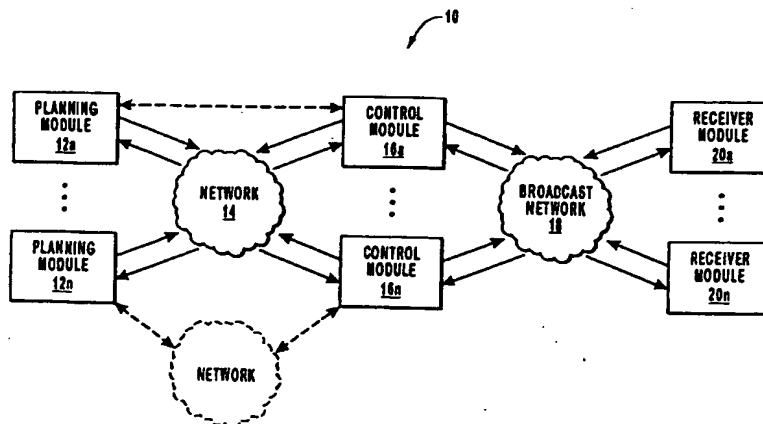 10
PLANNING
MODULE
12a
CONTROL
MODULE
16a
RECEIVER
MODULE
20a
NETWORK
14
BROADCAST
NETWORK
18
PLANNING
MODULE
12n
CONTROL
MODULE
16n
RECEIVER
MODULE
20n
NETWORK